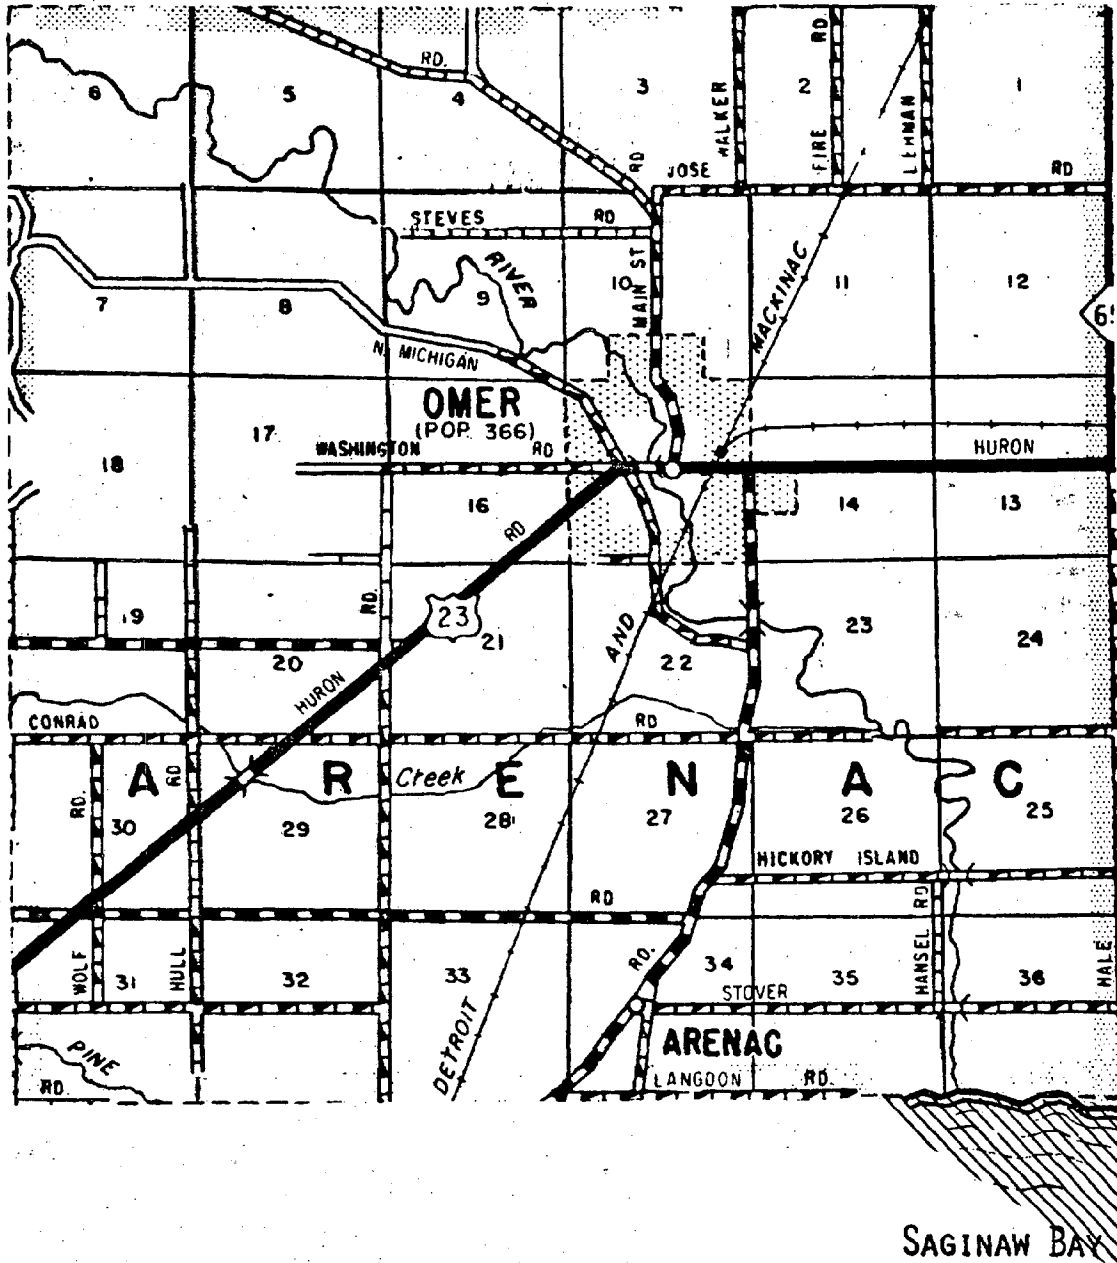 RD.
RD
6
5
4
3
2
1
WALKER
FIRE
LEHMAN
RD
JOSE
RD
STEVES RD
RIVER
MAIN ST
MACKINAC
7
8
9
10
11
12
N. MICHIGAN
OMER
(POP. 366)
17
18
WASHINGTON RD
HURON
16
14
13
RD
RD.
23
19
20
21
22
23
24
AND
HURON
CONRAD RD
A R E N A C
RD
Creek
RD.
30
29
28
27
26
25
HICKORY ISLAND
RD
RD.
HANSEL RD
WOLF
HULL
31
32
33
34
35
36
HALE
STOVER
DETROIT
ARENAC
PINE
RD.
LANGDON RD.
SAGINAW BAY